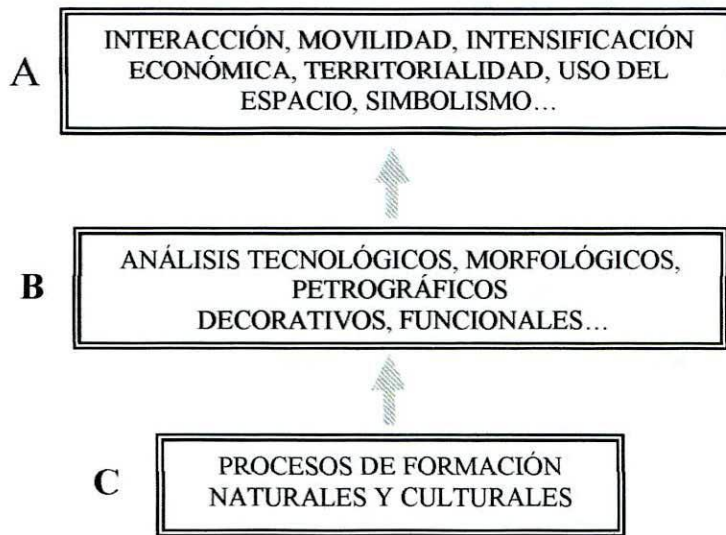 A
INTERACCIÓN, MOVILIDAD, INTENSIFICACIÓN
ECONÓMICA, TERRITORIALIDAD, USO DEL
ESPACIO, SIMBOLISMO…
B
ANÁLISIS TECNOLÓGICOS, MORFOLÓGICOS,
PETROGRÁFICOS
DECORATIVOS, FUNCIONALES…
C
PROCESOS DE FORMACIÓN
NATURALES Y CULTURALES